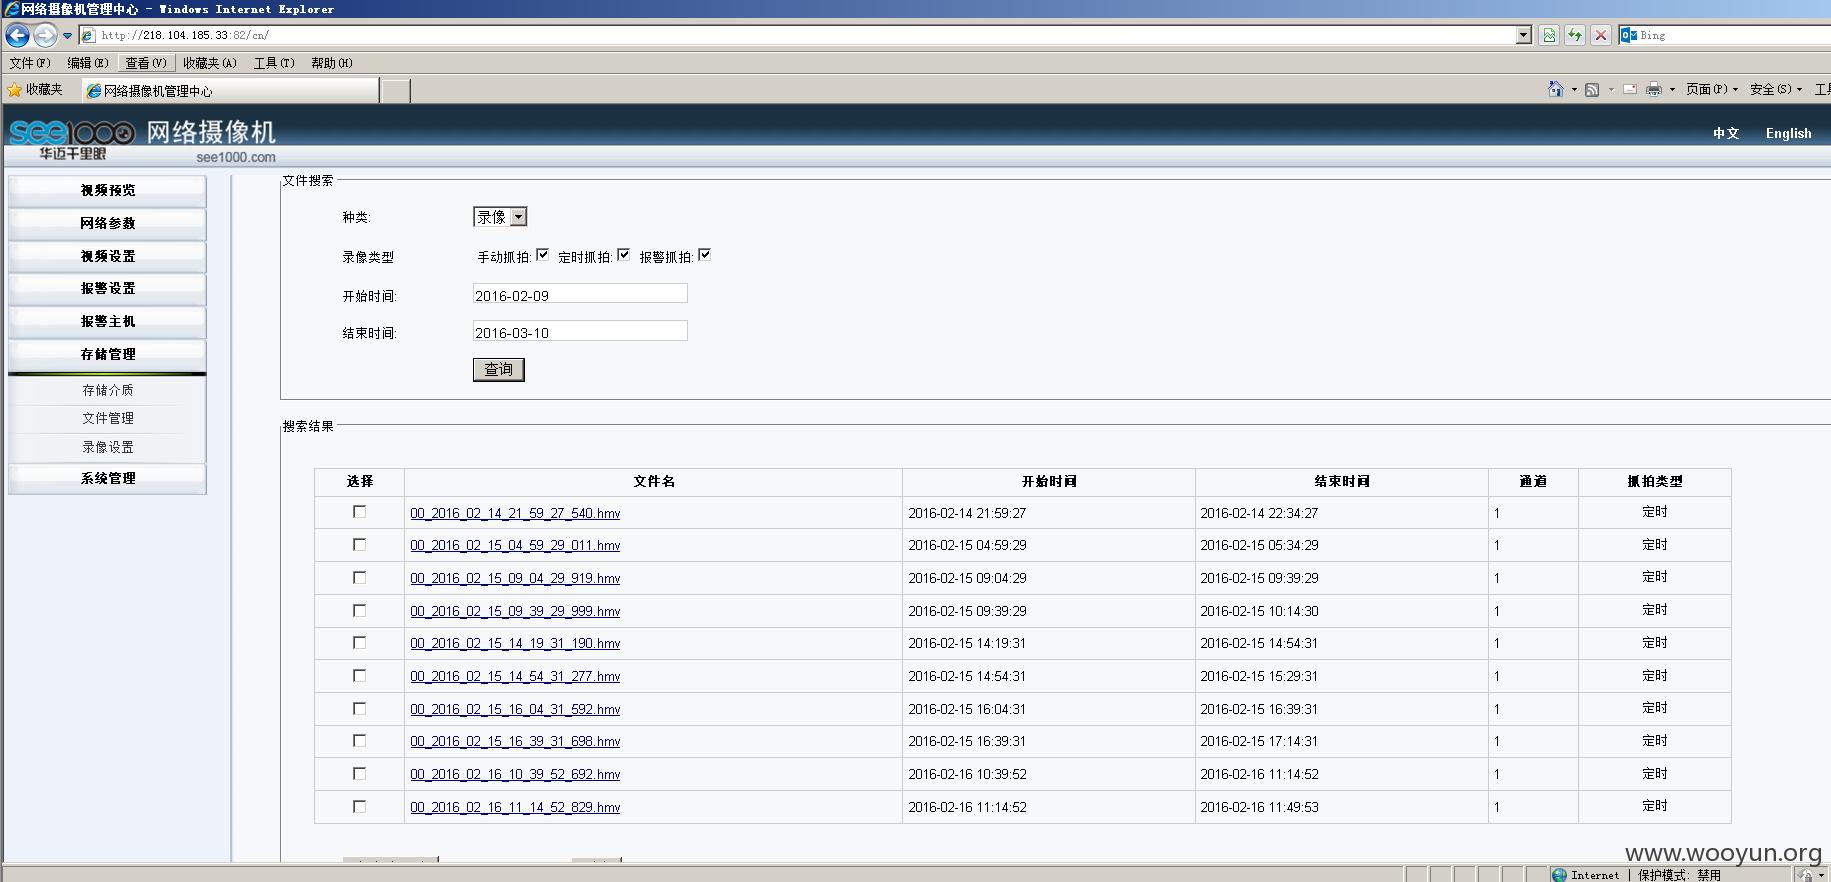 网络摄像机管理中心 - Windows Internet Explorer
http://218.104.185.33:82/cn/
Bing
文件(F) 编辑(E) 查看(V) 收藏夹(A) 工具(T) 帮助(H)
收藏夹 网络摄像机管理中心 页面(P) 安全(S) 工具
see1000 网络摄像机
华迈千里眼 see1000.com
中文 English
视频预览
网络参数
视频设置
报警设置
报警主机
存储管理
存储介质
文件管理
录像设置
系统管理
文件搜索
种类: 录像
录像类型 手动抓拍: 定时抓拍: 报警抓拍:
开始时间: 2016-02-09
结束时间: 2016-03-10
查询
搜索结果
选择 文件名 开始时间 结束时间 通道 抓拍类型
00_2016_02_14_21_59_27_540.hmv 2016-02-14 21:59:27 2016-02-14 22:34:27 1 定时
00_2016_02_15_04_59_29_011.hmv 2016-02-15 04:59:29 2016-02-15 05:34:29 1 定时
00_2016_02_15_09_04_29_919.hmv 2016-02-15 09:04:29 2016-02-15 09:39:29 1 定时
00_2016_02_15_09_39_29_999.hmv 2016-02-15 09:39:29 2016-02-15 10:14:30 1 定时
00_2016_02_15_14_19_31_190.hmv 2016-02-15 14:19:31 2016-02-15 14:54:31 1 定时
00_2016_02_15_14_54_31_277.hmv 2016-02-15 14:54:31 2016-02-15 15:29:31 1 定时
00_2016_02_15_16_04_31_592.hmv 2016-02-15 16:04:31 2016-02-15 16:39:31 1 定时
00_2016_02_15_16_39_31_698.hmv 2016-02-15 16:39:31 2016-02-15 17:14:31 1 定时
00_2016_02_16_10_39_52_692.hmv 2016-02-16 10:39:52 2016-02-16 11:14:52 1 定时
00_2016_02_16_11_14_52_829.hmv 2016-02-16 11:14:52 2016-02-16 11:49:53 1 定时
www.wooyun.org
Internet | 保护模式: 禁用